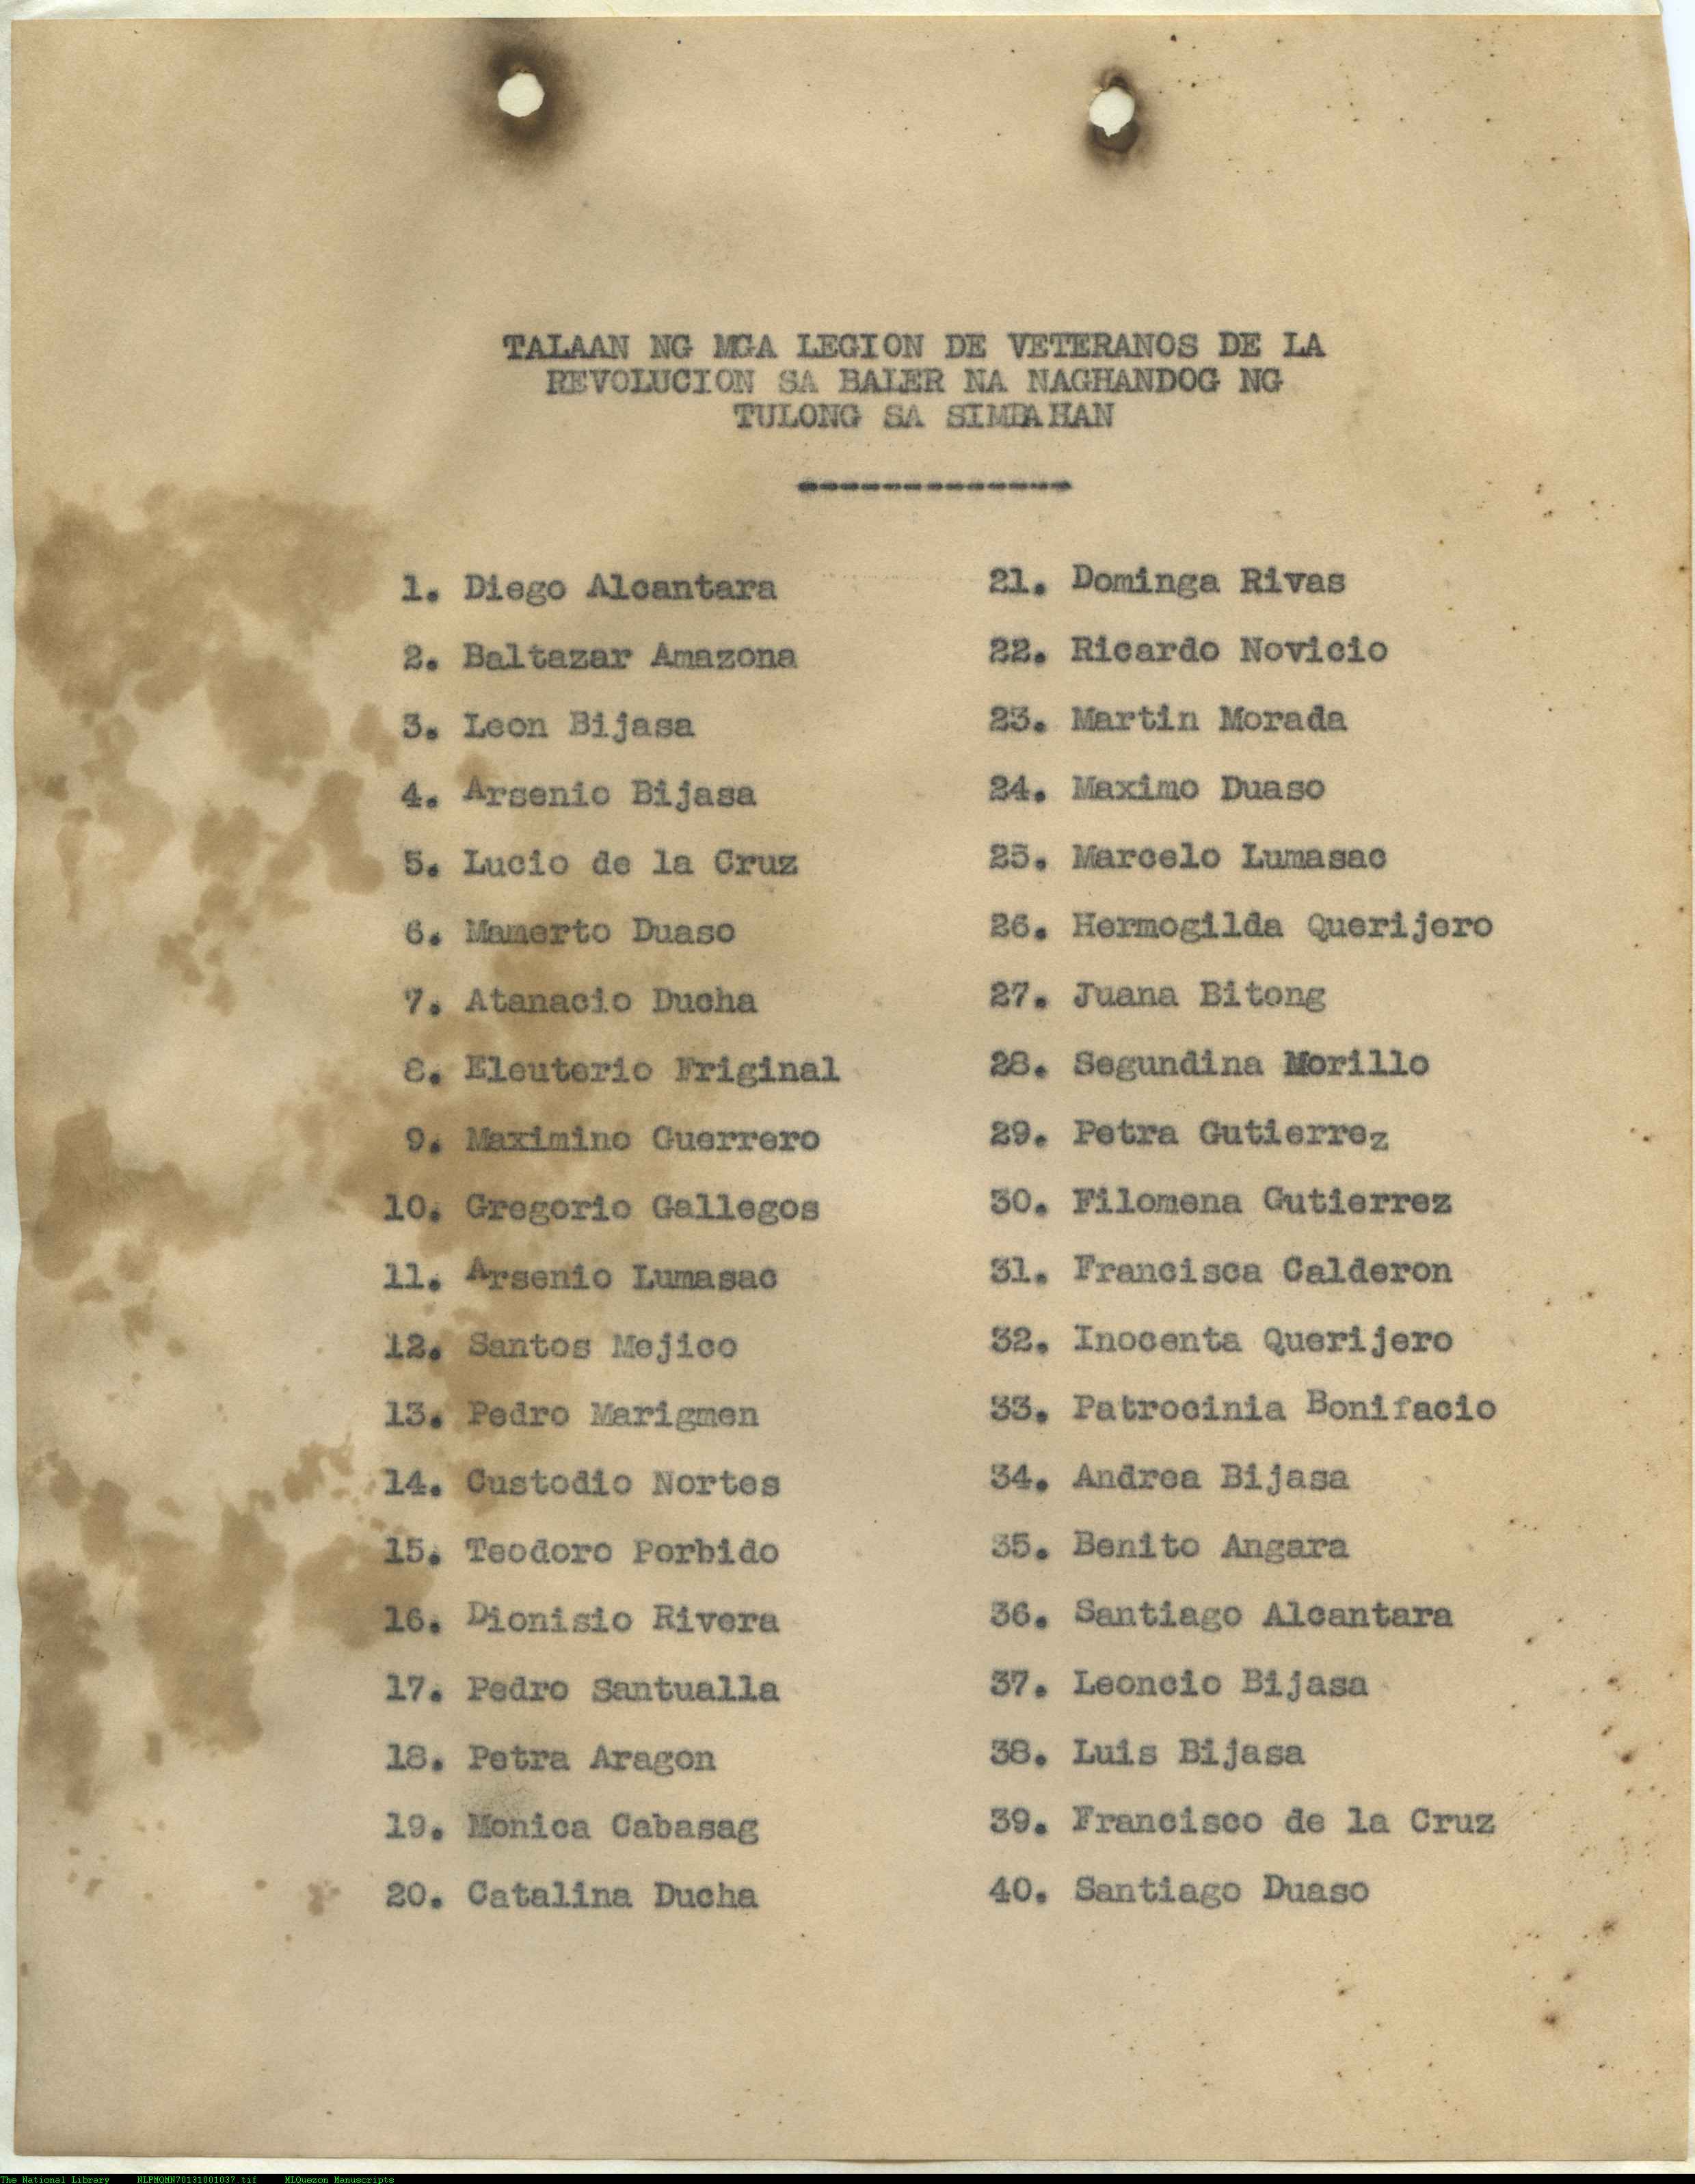 TALAAN NG MGA LEGION DE VETERANOS DE LA
REVOLUCION SA BALER NA NAGHANDOG NG
TULONG SA SIMBAHAN
1. Diego Alcantara
2. Baltazar Amazona
3. Leon Bijasa
4. Arsenio Bijasa
5. Lucio de la Cruz
6. Mamerto Duaso
7. Atanacio Ducha
8. Eleuterio Friginal
9. Maximino Guerrero
10. Gregorio Gallegos
11. Arsenio Lumasac
12. Santos Mejico
13. Pedro Marigmen
14. Custodio Nortes
15. Teodoro Porbido
16. Dionisio Rivera
17. Pedro Santualla
18. Petra Aragon
19. Monica Cabasag
20. Catalina Ducha
21. Dominga Rivas
22. Ricardo Novicio
23. Martin Morada
24. Maximo Duaso
25. Marcelo Lumasac
26. Hermogilda Querijero
27. Juana Bitong
28. Segundina Morillo
29. Petra Gutierrez
30. Filomena Gutierrez
31. Francisca Calderon
32. Inocenta Querijero
33. Patrocinia Bonifacio
34. Andrea Bijasa
35. Benito Angara
36. Santiago Alcantara
37. Leoncio Bijasa
38. Luis Bijasa
39. Francisco de la Cruz
40. Santiago Duaso
The National Library NLPMQMN70131001037.tif MLQuezon Manuscripts